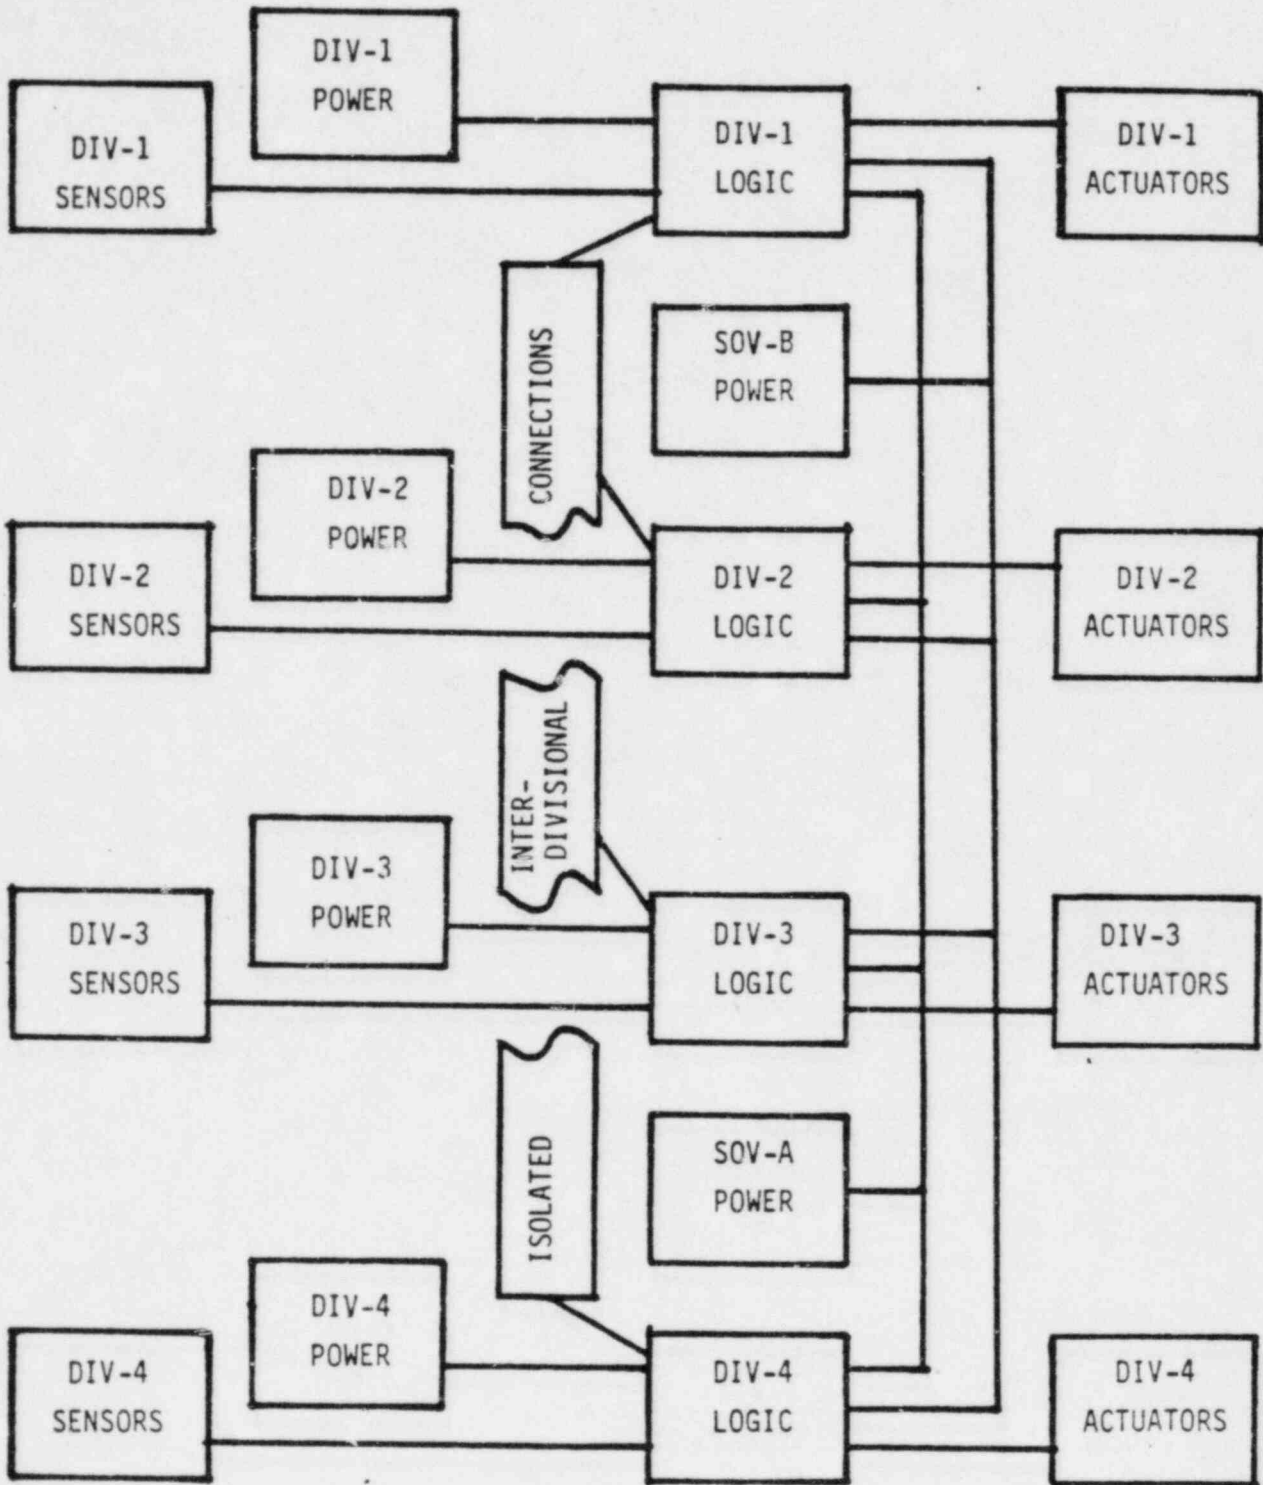 DIV-1
POWER
DIV-1
SENSORS
DIV-1
LOGIC
DIV-1
ACTUATORS
CONNECTIONS
SOV-B
POWER
DIV-2
POWER
DIV-2
SENSORS
DIV-2
LOGIC
DIV-2
ACTUATORS
INTER-
DIVISIONAL
DIV-3
POWER
DIV-3
SENSORS
DIV-3
LOGIC
DIV-3
ACTUATORS
ISOLATED
SOV-A
POWER
DIV-4
POWER
DIV-4
SENSORS
DIV-4
LOGIC
DIV-4
ACTUATORS